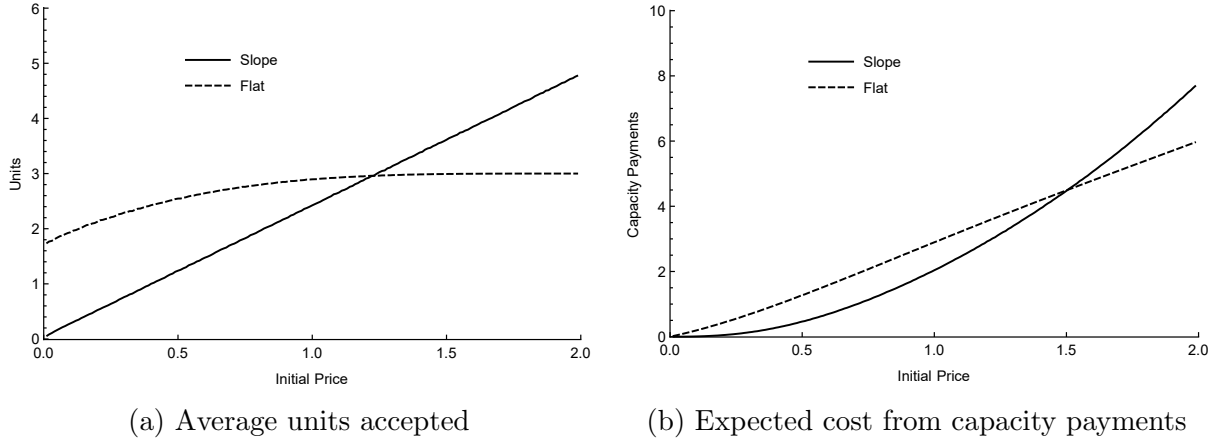 6
5
4
3
2
1
0
Units
Slope
Flat
0.0 0.5 1.0 1.5 2.0
Initial Price
(a) Average units accepted
10
8
6
4
2
0
Capacity Payments
Slope
Flat
0.0 0.5 1.0 1.5 2.0
Initial Price
(b) Expected cost from capacity payments